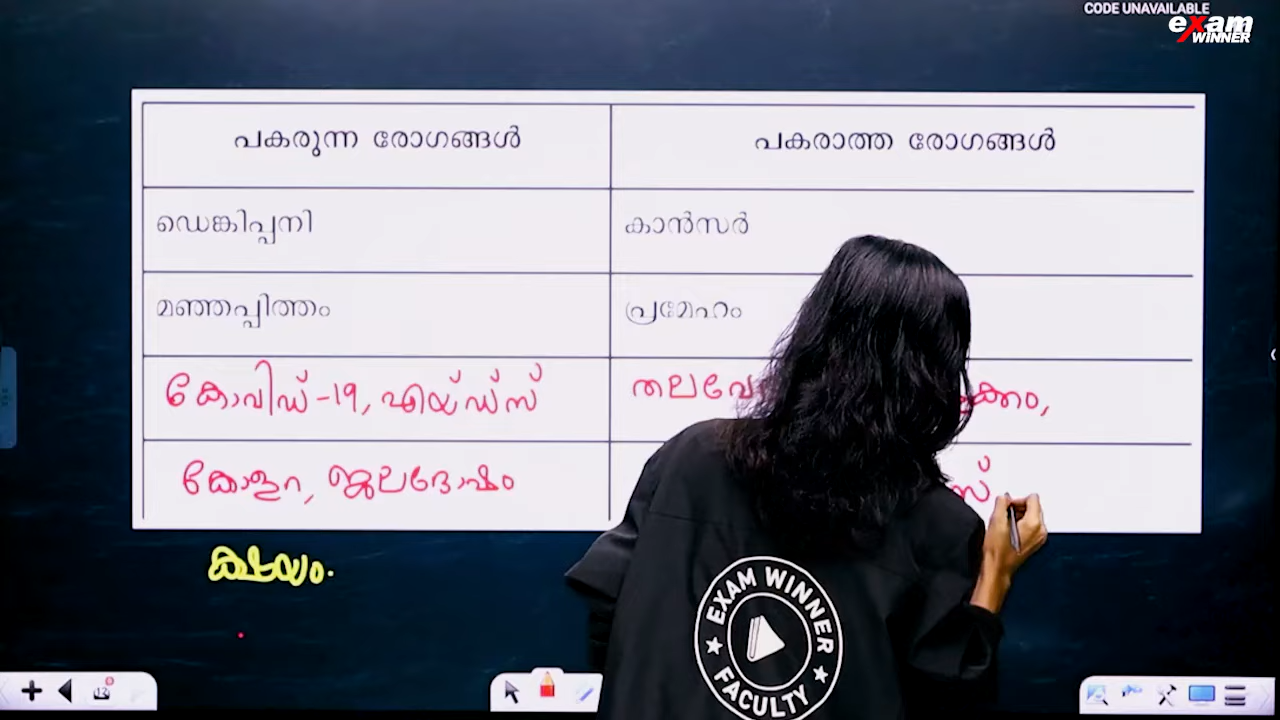 CODE UNAVAILABLE
exam
WINNER
പകരുന്ന രോഗങ്ങൾ പകരാത്ത രോഗങ്ങൾ
ഡെങ്കിപ്പനി കാൻസർ
മഞ്ഞപ്പിത്തം പ്രമേഹം
കോവിഡ്-19, എയ്ഡ്സ്
കോളറ, ജലദോഷം
ക്ഷയം.
EXAM WINNER
FACULTY